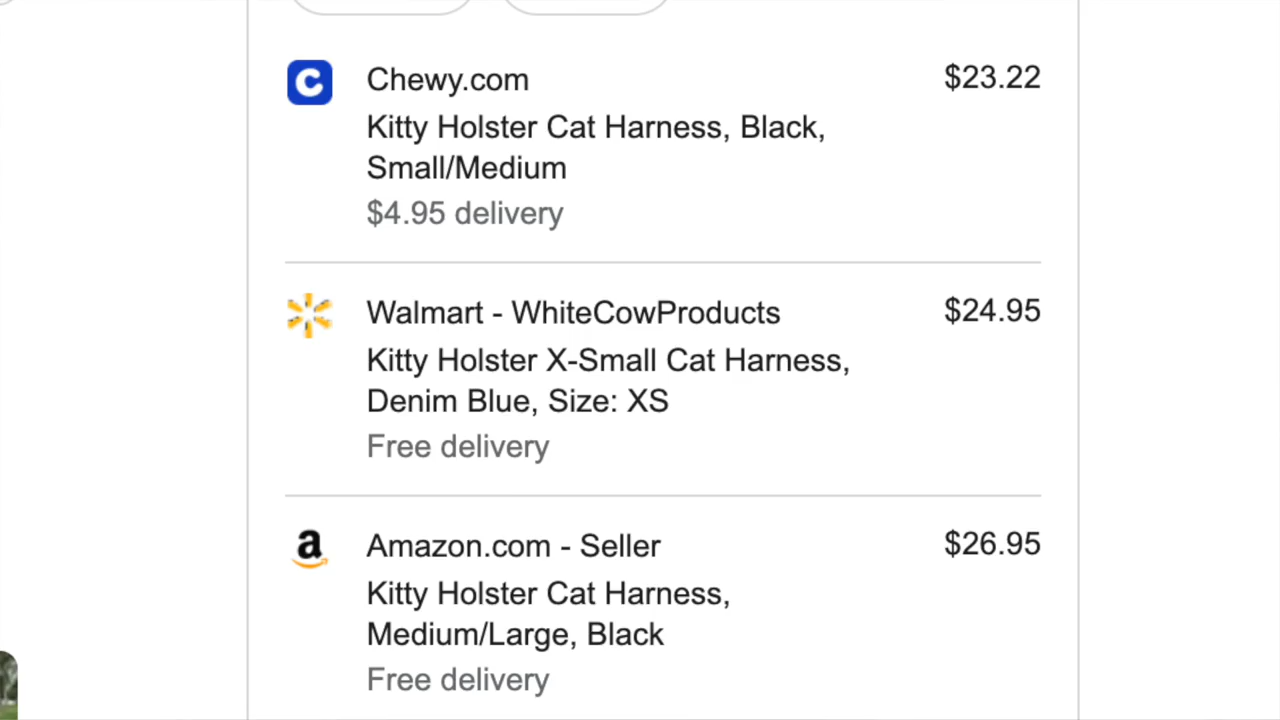 Chewy.com
$23.22
Kitty Holster Cat Harness, Black,
Small/Medium
$4.95 delivery
Walmart - WhiteCowProducts
$24.95
Kitty Holster X-Small Cat Harness,
Denim Blue, Size: XS
Free delivery
Amazon.com - Seller
$26.95
Kitty Holster Cat Harness,
Medium/Large, Black
Free delivery